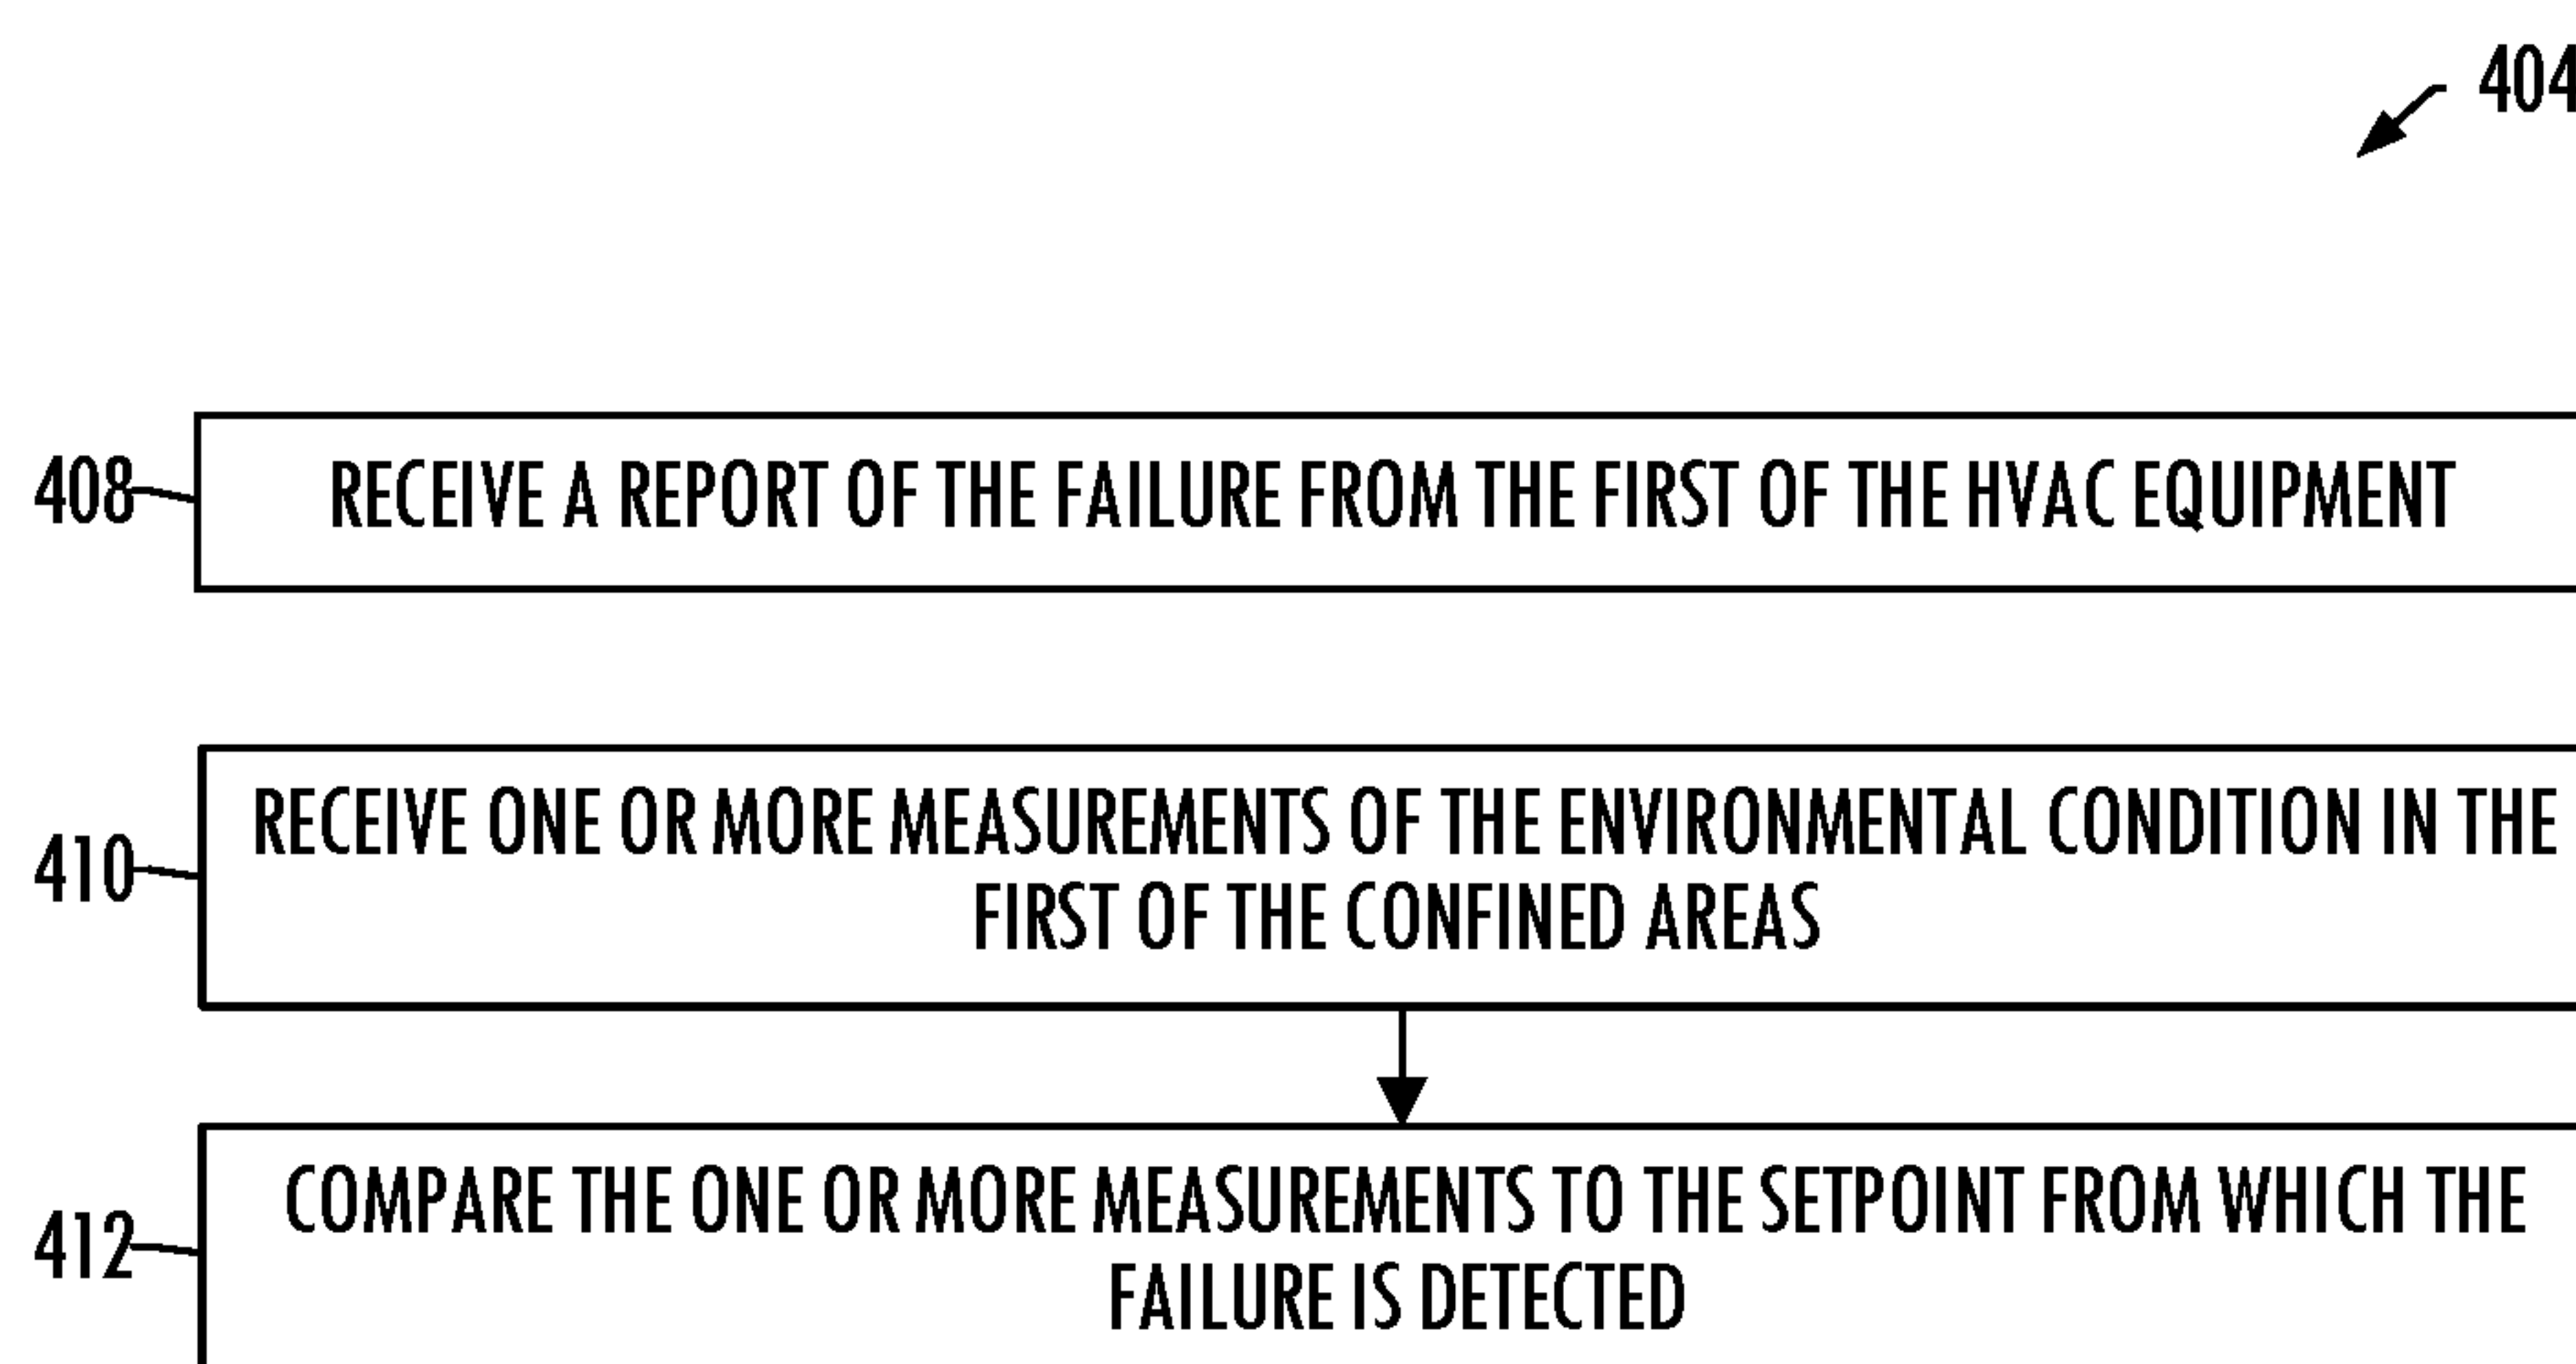 404
408
RECEIVE A REPORT OF THE FAILURE FROM THE FIRST OF THE HVAC EQUIPMENT
410
RECEIVE ONE OR MORE MEASUREMENTS OF THE ENVIRONMENTAL CONDITION IN THE
FIRST OF THE CONFINED AREAS
412
COMPARE THE ONE OR MORE MEASUREMENTS TO THE SETPOINT FROM WHICH THE
FAILURE IS DETECTED